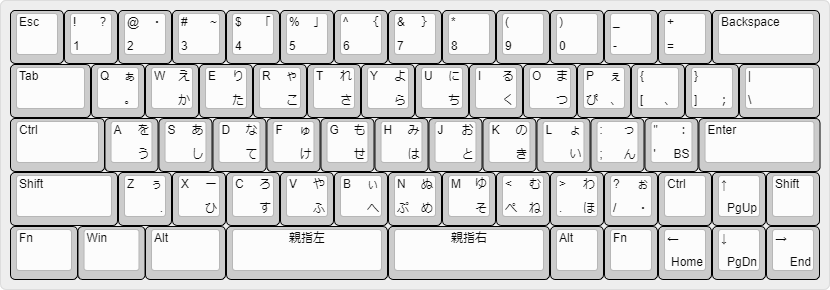 Esc ! ? @ ・ # ~ $ 「 % 」 ^ { & } * ( ) _ + Backspace
1 2 3 4 5 6 7 8 9 0 - =
Tab Q ぁ W え E り R ゃ T れ Y よ U に I る O ま P ぇ { } |
。 か た こ さ ら ち く つ ぴ 、 [ 、 ] ； \
Ctrl A を S あ D な F ゅ G も H み J お K の L ょ : っ " ： Enter
う し て け せ は と き い ; ん ' BS
Shift Z ぅ X ー C ろ V や B ぃ N ぬ M ゆ < む > わ ? ぉ Ctrl ↑ Shift
. ひ す ふ へ ぷ め そ ぺ ね . ほ / ・ PgUp
Fn Win Alt 親指左 親指右 Alt Fn ← ↓ →
Home PgDn End